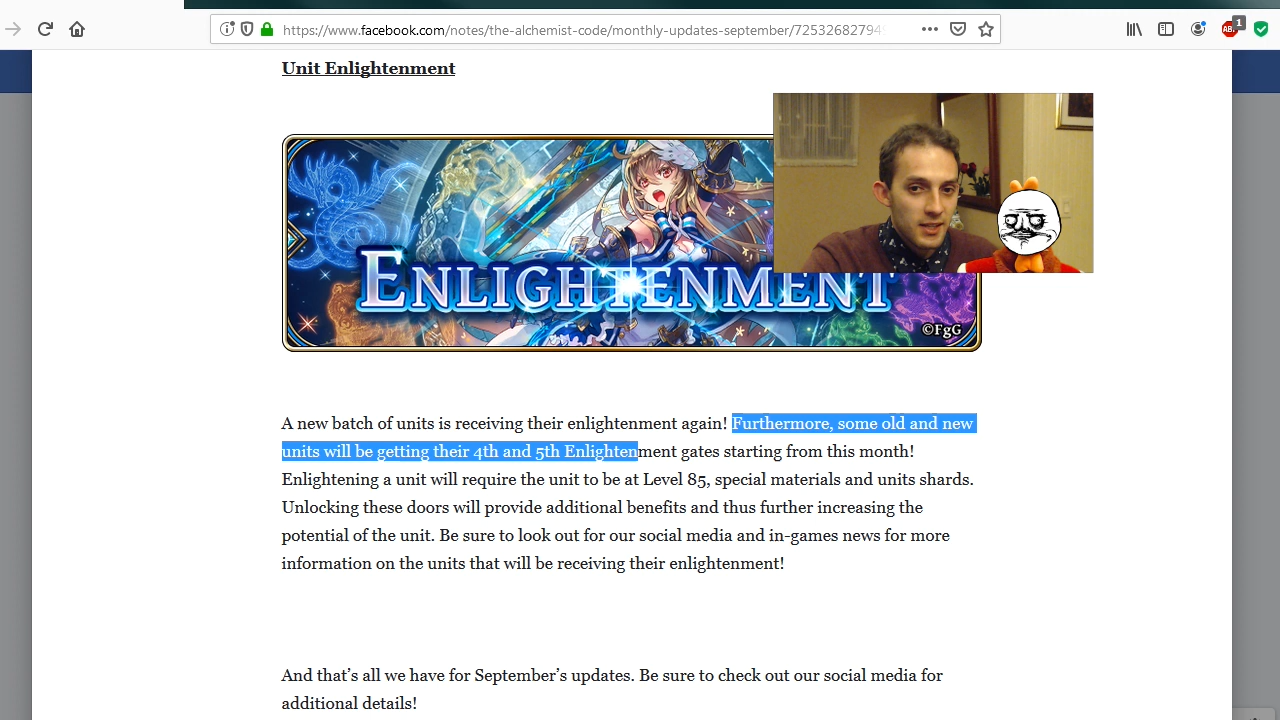 https://www.facebook.com/notes/the-alchemist-code/monthly-updates-september/72532682794
1
Unit Enlightenment
ENLIGHTENMENT
©FgG
A new batch of units is receiving their enlightenment again! Furthermore, some old and new
units will be getting their 4th and 5th Enlightenment gates starting from this month!
Enlightening a unit will require the unit to be at Level 85, special materials and units shards.
Unlocking these doors will provide additional benefits and thus further increasing the
potential of the unit. Be sure to look out for our social media and in-games news for more
information on the units that will be receiving their enlightenment!
And that’s all we have for September’s updates. Be sure to check out our social media for
additional details!